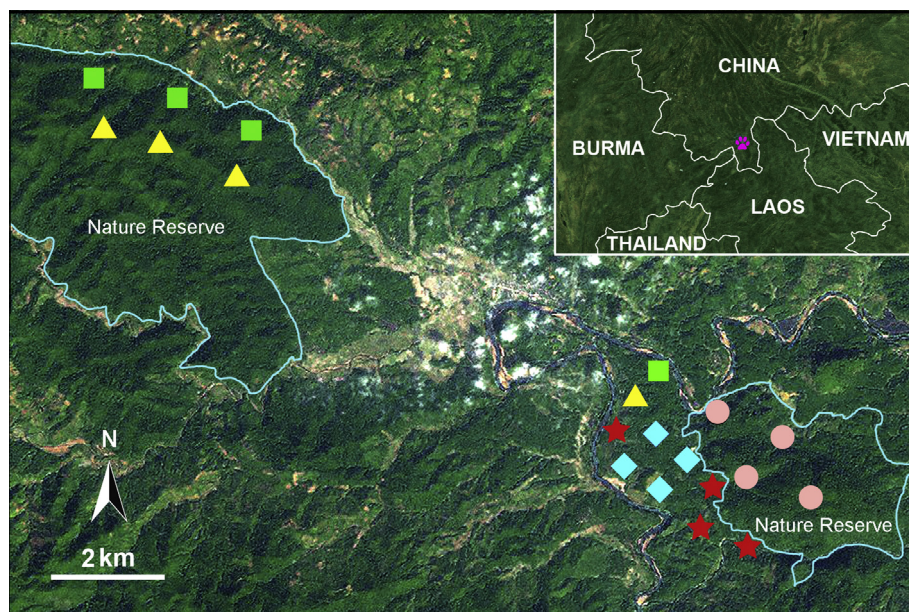 CHINA
VIETNAM
BURMA
LAOS
THAILAND
Nature Reserve
N
2 km
Nature Reserve